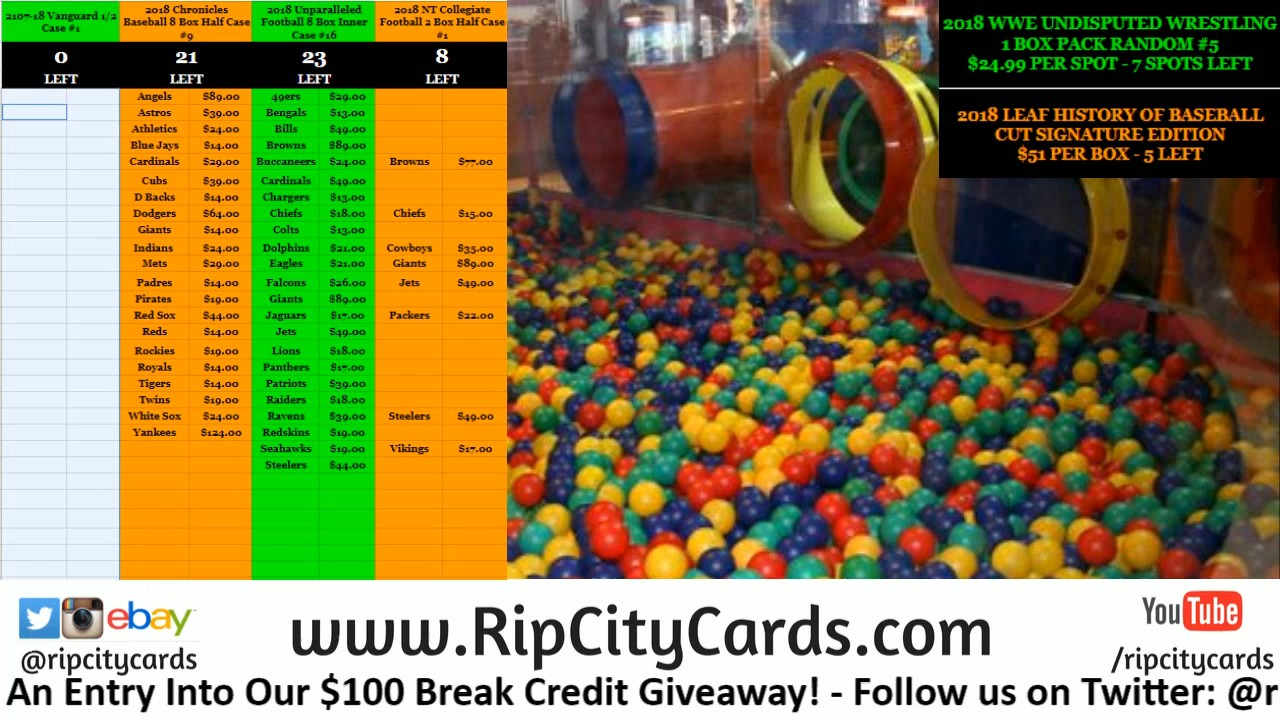 2107-18 Vanguard 1/2
Case #1
0
LEFT
2018 Chronicles
Baseball 8 Box Half Case
#9
21
LEFT
Angels $89.00
Astros $39.00
Athletics $24.00
Blue Jays $14.00
Cardinals $29.00
Cubs $39.00
D Backs $14.00
Dodgers $64.00
Giants $14.00
Indians $24.00
Mets $29.00
Padres $14.00
Pirates $19.00
Red Sox $44.00
Reds $14.00
Rockies $19.00
Royals $14.00
Tigers $14.00
Twins $19.00
White Sox $24.00
Yankees $124.00
2018 Unparalleled
Football 8 Box Inner
Case #16
23
LEFT
49ers $29.00
Bengals $13.00
Bills $49.00
Browns $89.00
Buccaneers $24.00
Cardinals $49.00
Chargers $13.00
Chiefs $18.00
Colts $13.00
Dolphins $21.00
Eagles $21.00
Falcons $26.00
Giants $89.00
Jaguars $17.00
Jets $49.00
Lions $18.00
Panthers $17.00
Patriots $39.00
Raiders $18.00
Ravens $39.00
Redskins $19.00
Seahawks $19.00
Steelers $44.00
2018 NT Collegiate
Football 2 Box Half Case
#1
8
LEFT
Browns $77.00
Chiefs $15.00
Cowboys $35.00
Giants $89.00
Jets $49.00
Packers $22.00
Steelers $49.00
Vikings $17.00
2018 WWE UNDISPUTED WRESTLING
1 BOX PACK RANDOM #5
$24.99 PER SPOT - 7 SPOTS LEFT
2018 LEAF HISTORY OF BASEBALL
CUT SIGNATURE EDITION
$51 PER BOX - 5 LEFT
ebay
@ripcitycards
www.RipCityCards.com
YouTube
/ripcitycards
An Entry Into Our $100 Break Credit Giveaway! - Follow us on Twitter: @r